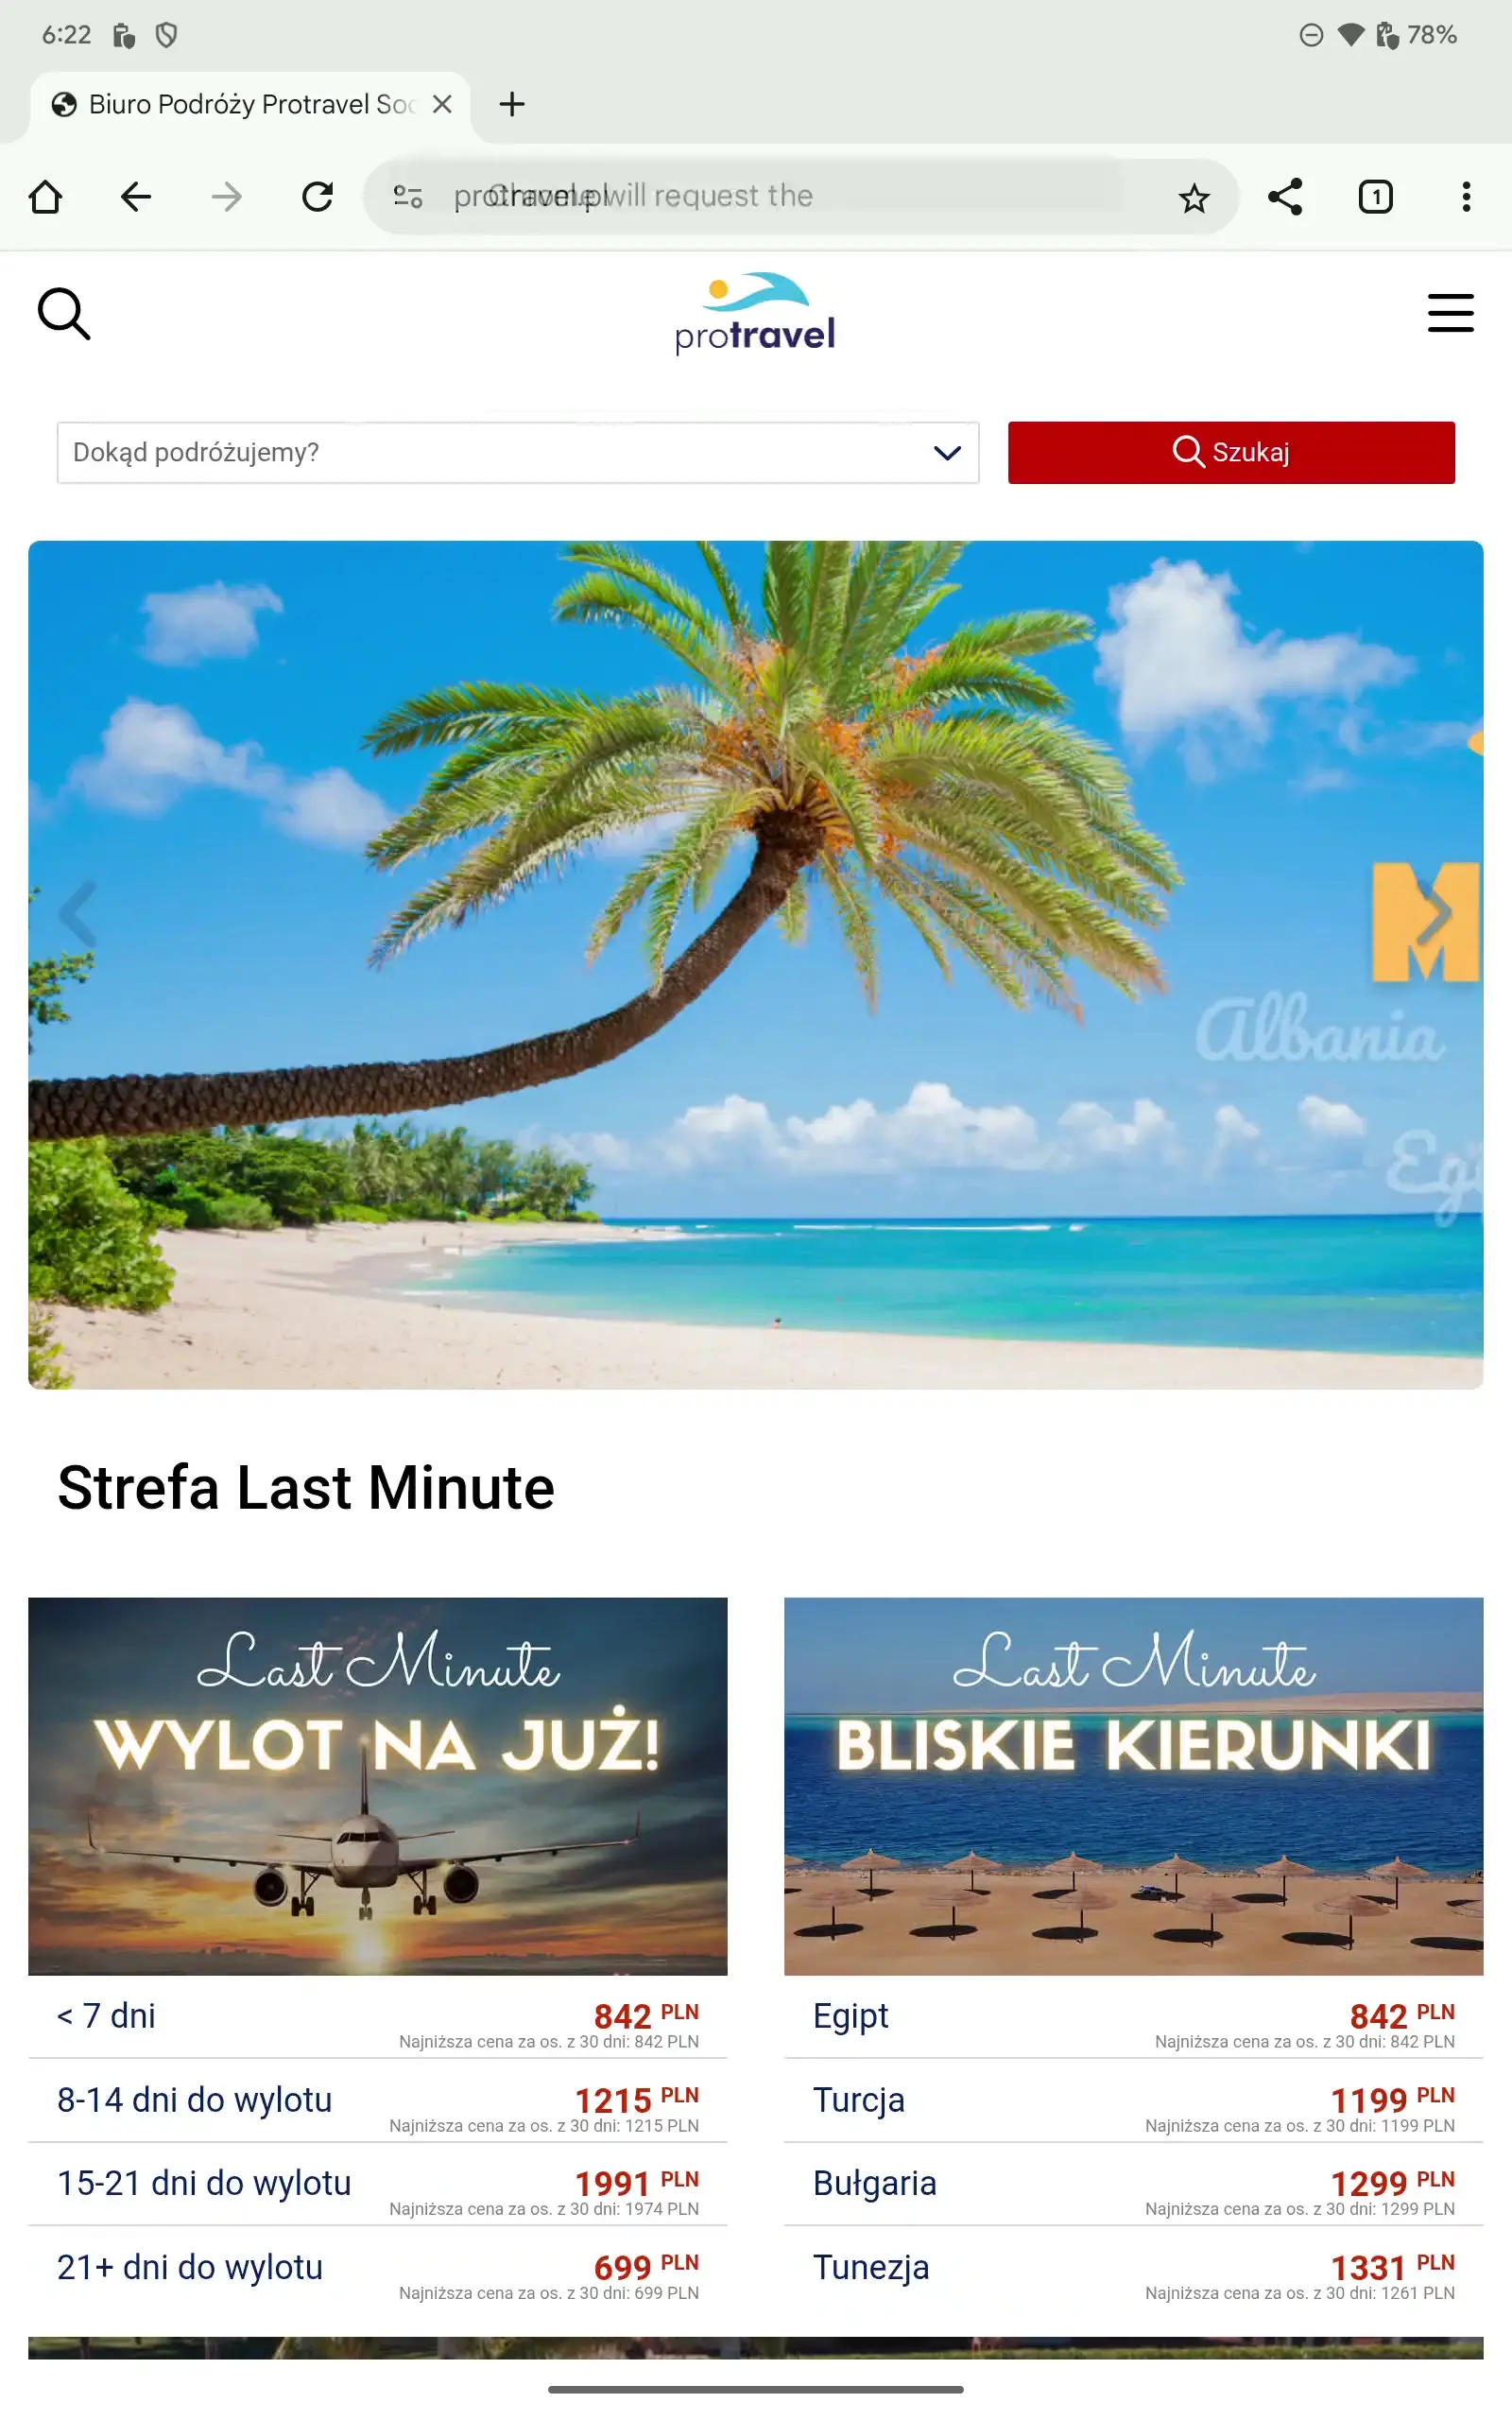 6:22
78%
Biuro Podróży Protravel Soc
protravel.pl will request the
1
protravel
Dokąd podróżujemy?
Szukaj
M
Albania
Strefa Last Minute
Last Minute
WYLOT NA JUŻ!
< 7 dni
842 PLN
Najniższa cena za os. z 30 dni: 842 PLN
8-14 dni do wylotu
1215 PLN
Najniższa cena za os. z 30 dni: 1215 PLN
15-21 dni do wylotu
1991 PLN
Najniższa cena za os. z 30 dni: 1974 PLN
21+ dni do wylotu
699 PLN
Najniższa cena za os. z 30 dni: 699 PLN
Last Minute
BLISKIE KIERUNKI
Egipt
842 PLN
Najniższa cena za os. z 30 dni: 842 PLN
Turcja
1199 PLN
Najniższa cena za os. z 30 dni: 1199 PLN
Bułgaria
1299 PLN
Najniższa cena za os. z 30 dni: 1299 PLN
Tunezja
1331 PLN
Najniższa cena za os. z 30 dni: 1261 PLN